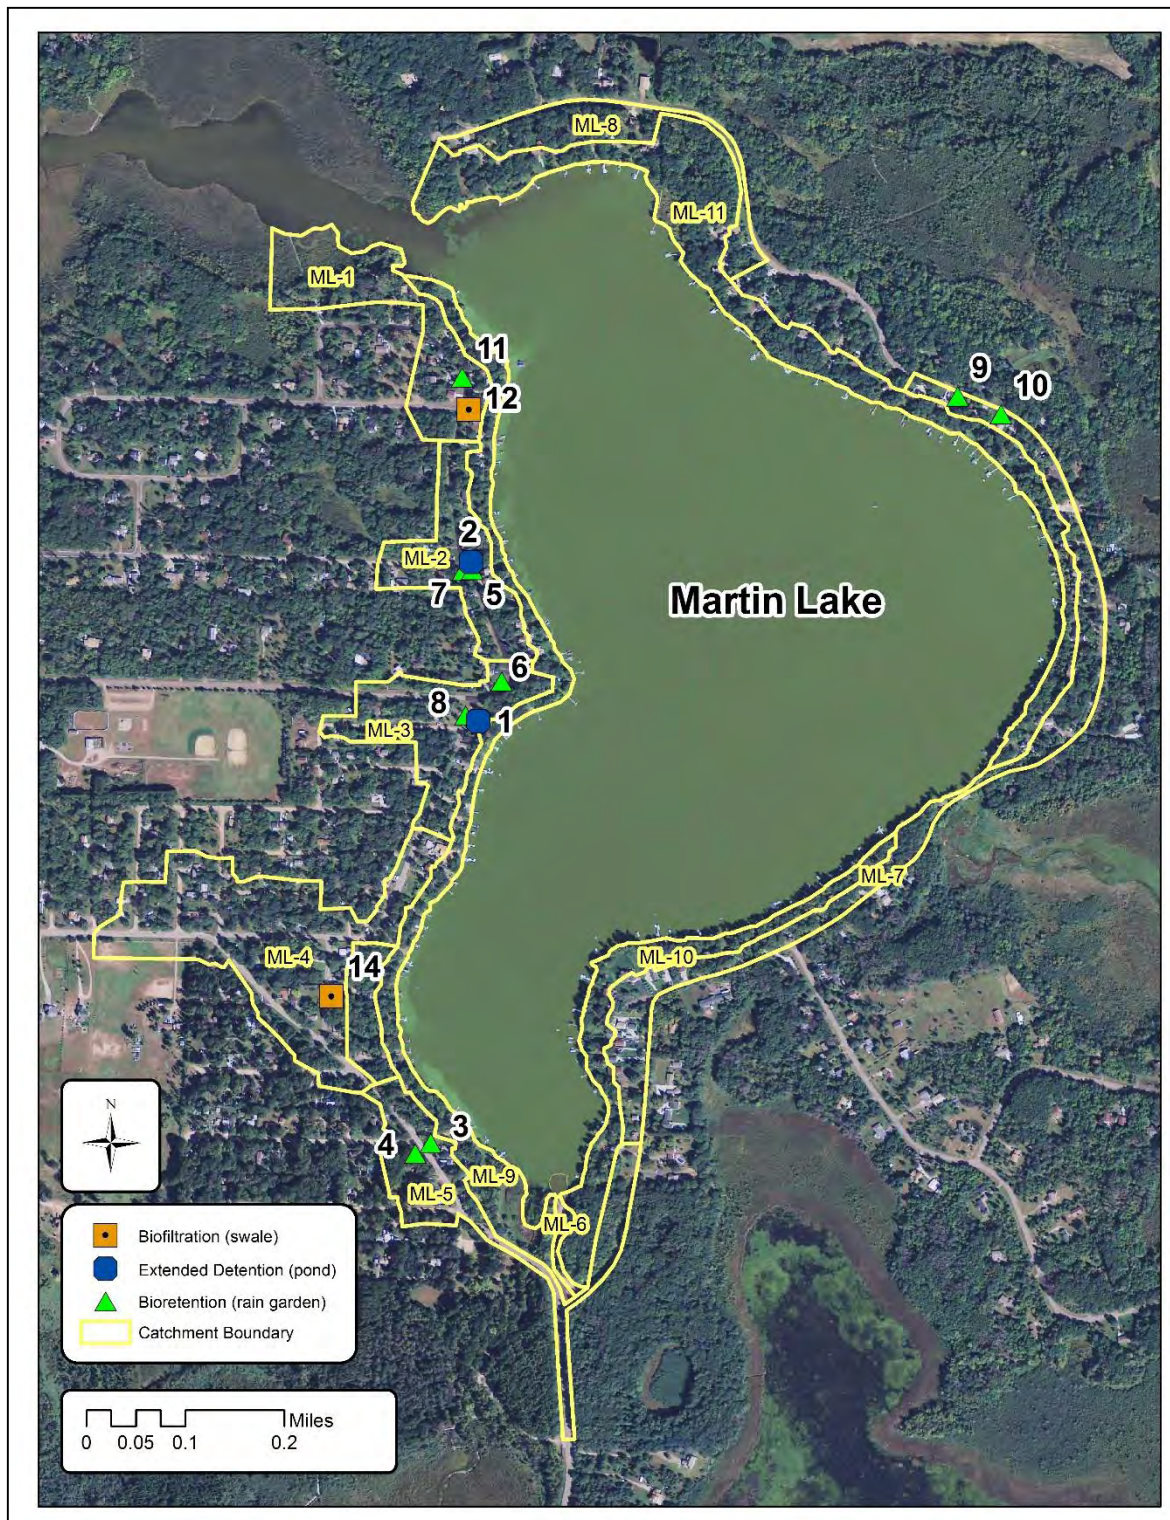 ML-8
ML-11
ML-1
11
12
9
10
2
ML-2
7
5
Martin Lake
6
8
1
ML-3
ML-7
ML-4
14
ML-10
N
4
3
ML-9
ML-5
ML-6
Biofiltration (swale)
Extended Detention (pond)
Bioretention (rain garden)
Catchment Boundary
Miles
0 0.05 0.1 0.2